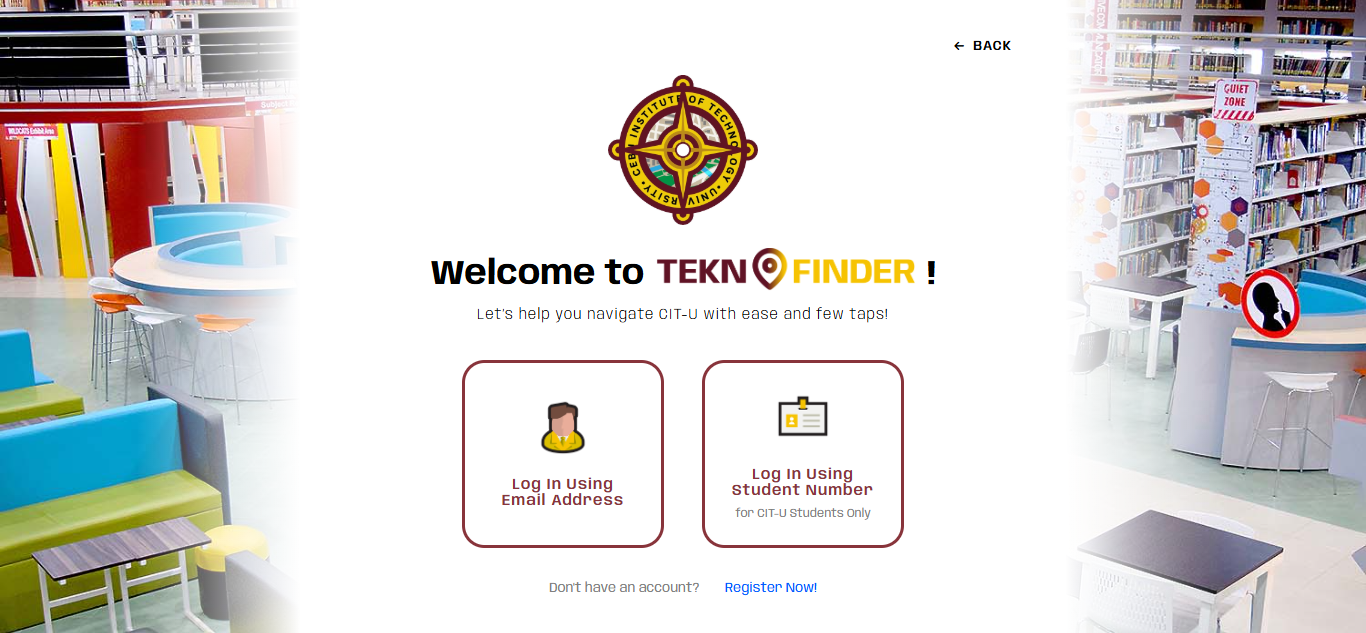 ← BACK
CEBU INSTITUTE OF TECHNOLOGY • UNIVERSITY •
Welcome to TEKNOFINDER !
Let's help you navigate CIT-U with ease and few taps!
Log In Using
Email Address
Log In Using
Student Number
for CIT-U Students Only
Don't have an account? Register Now!
WILDCATS Exhibit Area
QUIET
ZONE
7